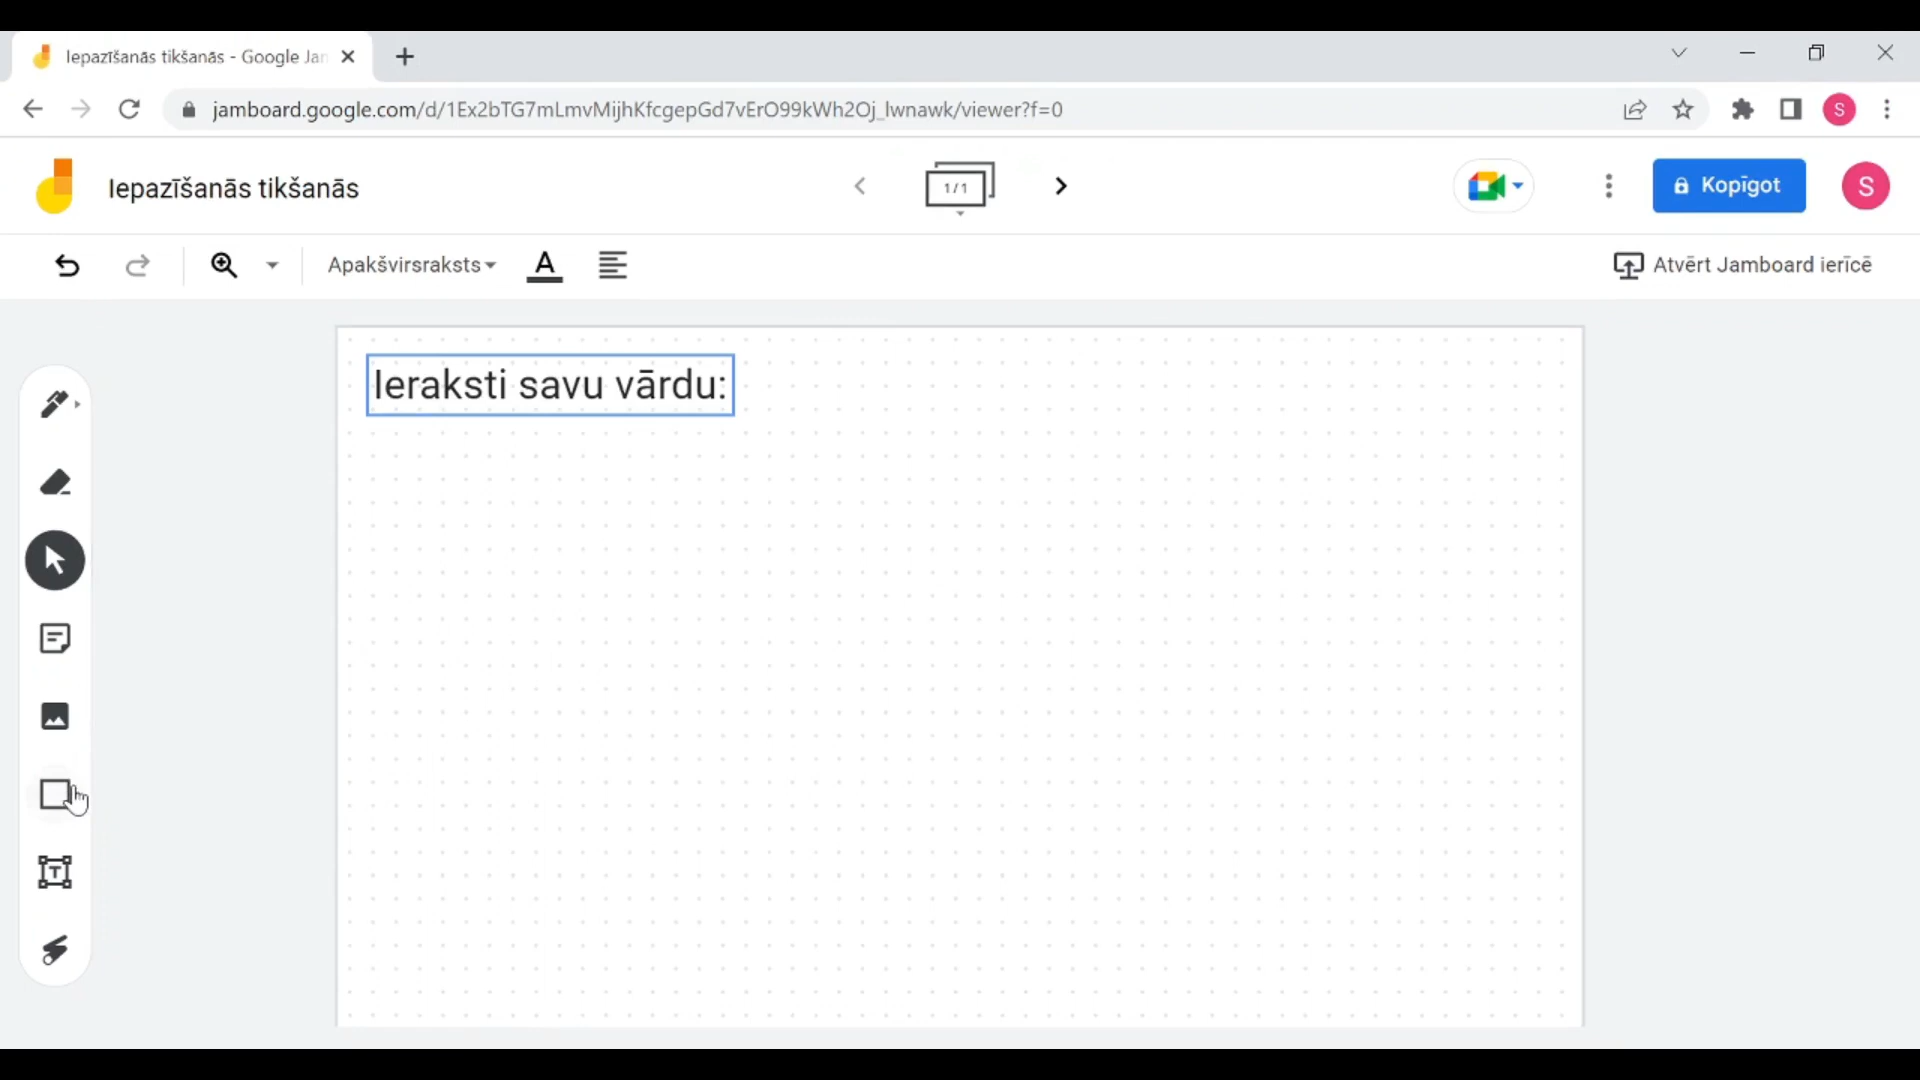 Iepazīšanās tikšanās - Google Jan
jamboard.google.com/d/1Ex2bTG7mLmvMijhKfcgepGd7vErO99kWh2Oj_lwnawk/viewer?f=0
S
Iepazīšanās tikšanās
1/1
Kopīgot
S
Apakšvirsraksts
A
Atvērt Jamboard ierīcē
Ieraksti savu vārdu:
T